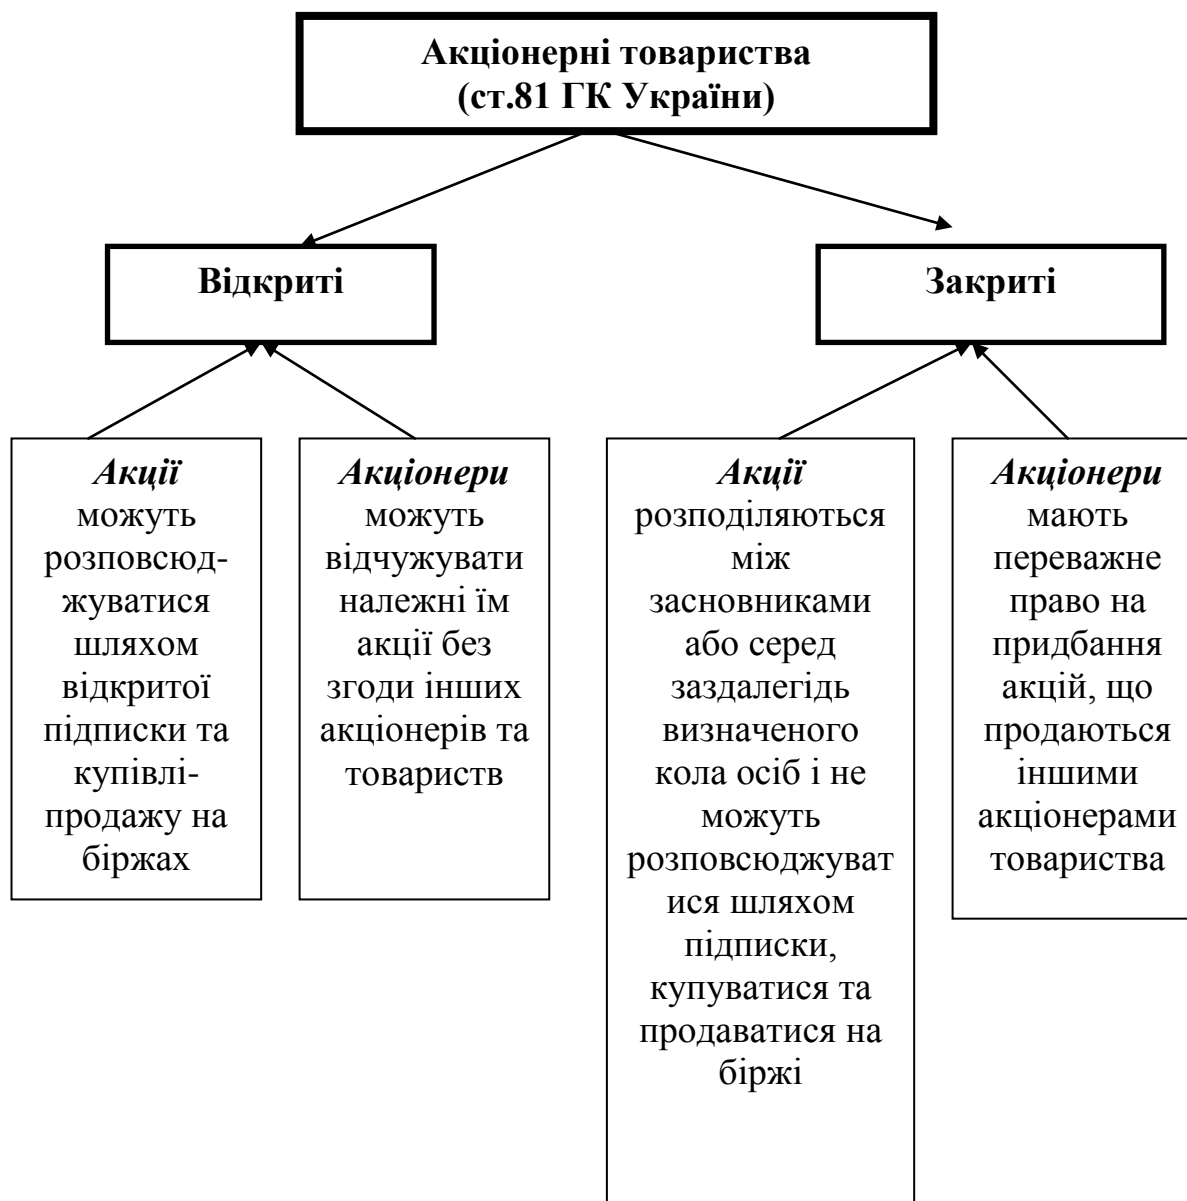 Акціонерні товариства
(ст.81 ГК України)
Відкриті
Закриті
Акції
можуть
розповсюд-
жуватися
шляхом
відкритої
підписки та
купівлі-
продажу на
біржах
Акціонери
можуть
відчужувати
належні їм
акції без
згоди інших
акціонерів та
товариств
Акції
розподіляються
між
засновниками
або серед
заздалегідь
визначеного
кола осіб і не
можуть
розповсюджуват
ися шляхом
підписки,
купуватися та
продаватися на
біржі
Акціонери
мають
переважне
право на
придбання
акцій, що
продаються
іншими
акціонерами
товариства